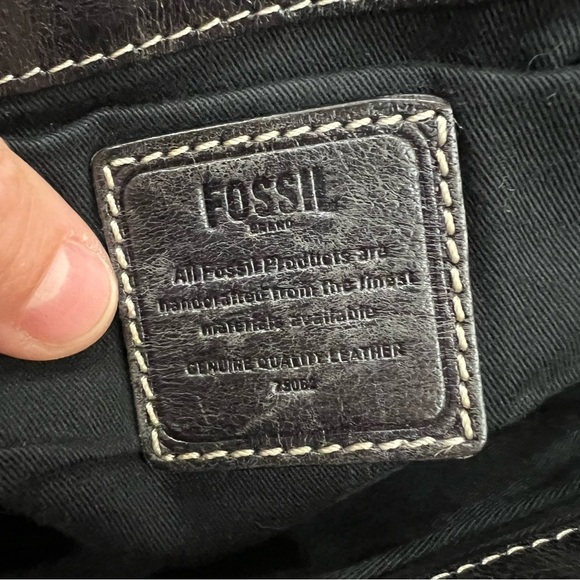 FOSSIL
BRAND
All Fossil Products are
handcrafted from the finest
materials available
GENUINE QUALITY LEATHER
75082